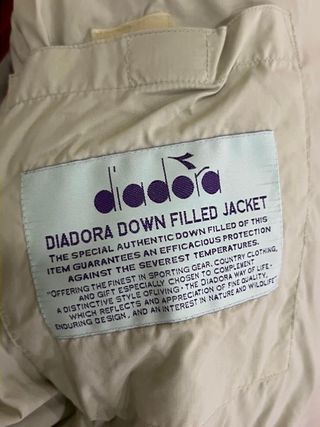 diadora
DIADORA DOWN FILLED JACKET
THE SPECIAL AUTHENTIC DOWN FILLED OF THIS
ITEM GUARANTEES AN EFFICACIOUS PROTECTION
AGAINST THE SEVEREST TEMPERATURES.
"OFFERING THE FINEST IN SPORTING GEAR, COUNTRY CLOTHING,
AND GIFT ESPECIALLY CHOSEN TO COMPLEMENT
A DISTINCTIVE STYLE OFLIVING - THE DIADORA WAY OF LIFE -
WHICH REFLECTS AND APPRECIATION OF FINE QUALITY,
ENDURING DESIGN, AND AN INTEREST IN NATURE AND WILDLIFE"